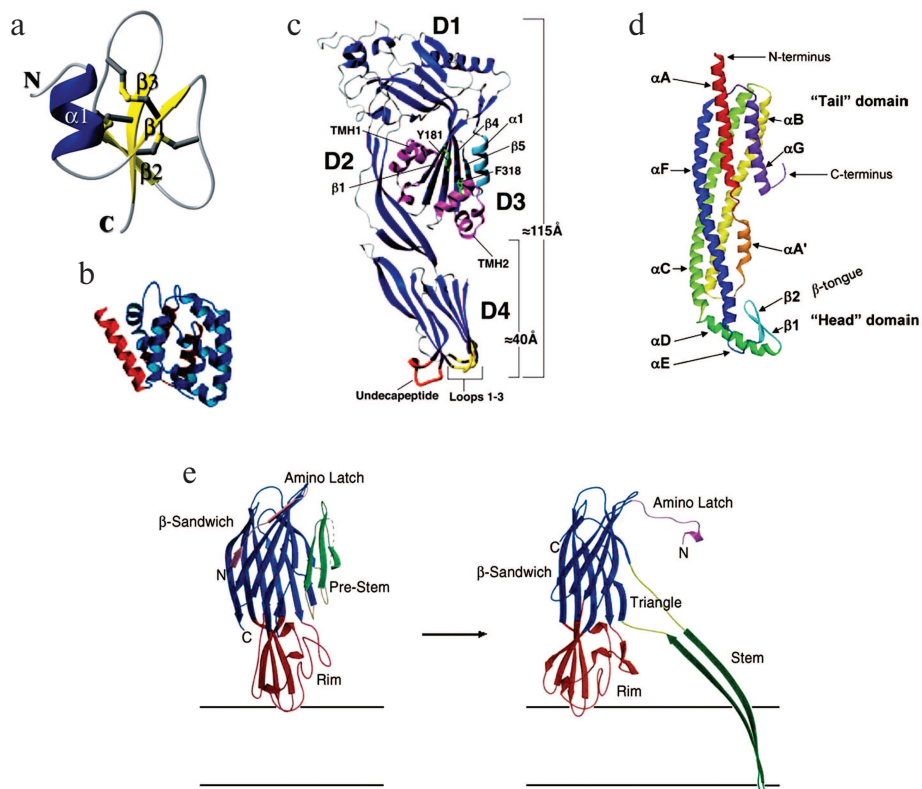 a
N
α1
β3
β1
β2
C
b
c
D1
TMH1
Y181
β4
α1
β5
D2
β1
F318
D3
TMH2
≈115Å
D4
≈40Å
Undecapeptide
Loops 1-3
d
N-terminus
αA
"Tail" domain
αB
αG
αF
C-terminus
αA'
αC
β2
β-tongue
β1
"Head" domain
αD
αE
e
Amino Latch
β-Sandwich
N
Pre-Stem
C
Rim
Amino Latch
C
N
β-Sandwich
Triangle
Stem
Rim